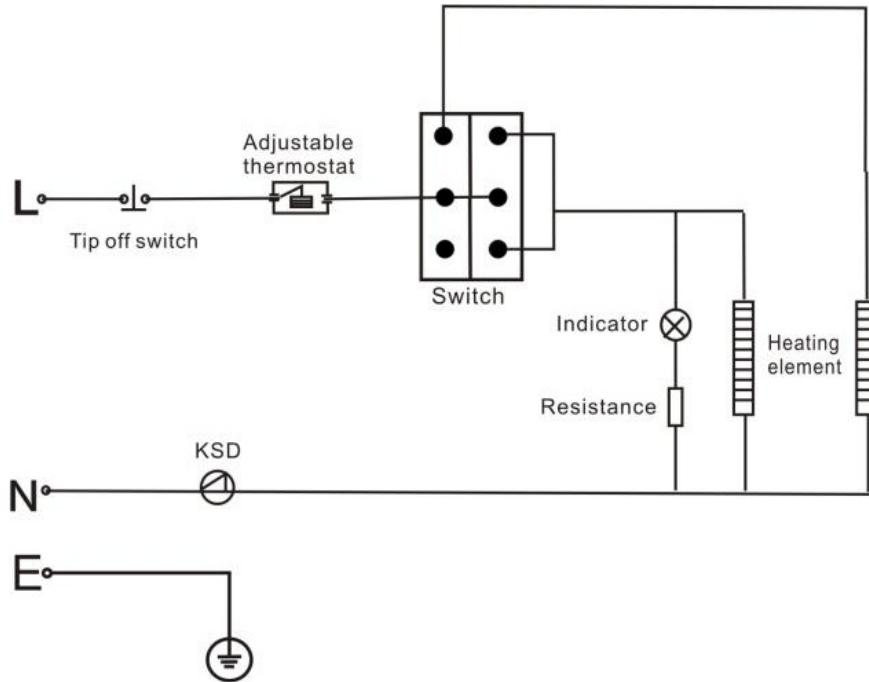 Adjustable
thermostat
L
Tip off switch
Switch
Indicator
Heating
element
Resistance
KSD
N
E